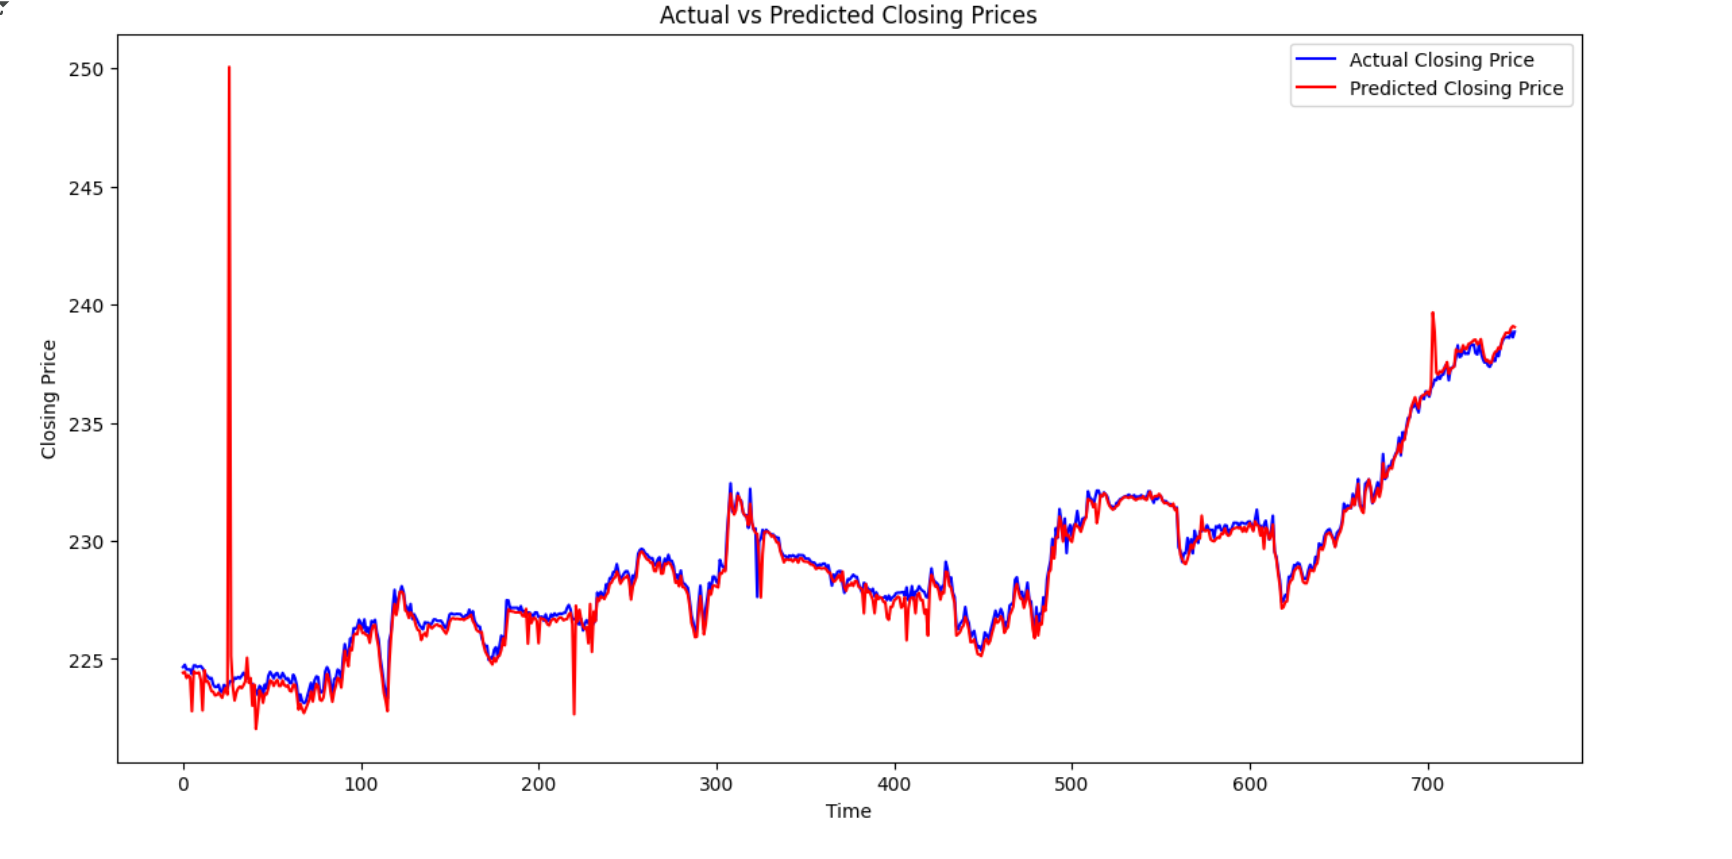 Actual vs Predicted Closing Prices
Actual Closing Price
Predicted Closing Price
250
245
240
235
230
225
Closing Price
0 100 200 300 400 500 600 700
Time